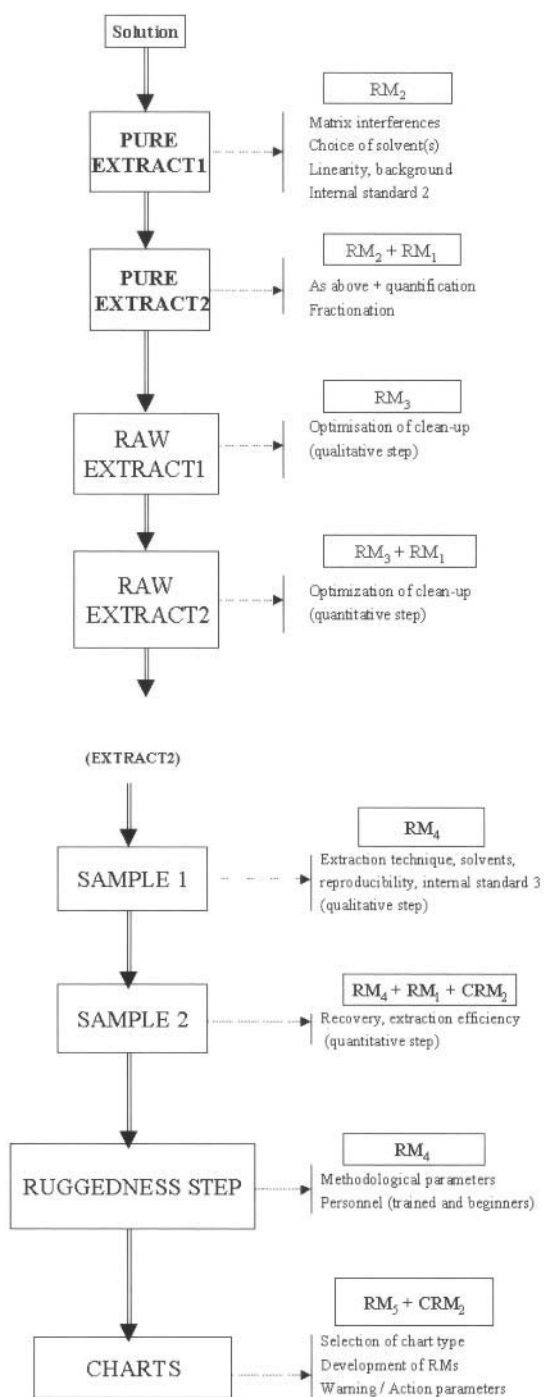 Solution
PURE
EXTRACT1
RM₂
Matrix interferences
Choice of solvent(s)
Linearity, background
Internal standard 2
PURE
EXTRACT2
RM₂ + RM₁
As above + quantification
Fractionation
RAW
EXTRACT1
RM₃
Optimisation of clean-up
(qualitative step)
RAW
EXTRACT2
RM₃ + RM₁
Optimization of clean-up
(quantitative step)
(EXTRACT2)
SAMPLE 1
RM₄
Extraction technique, solvents,
reproducibility, internal standard 3
(qualitative step)
SAMPLE 2
RM₄ + RM₁ + CRM₂
Recovery, extraction efficiency
(quantitative step)
RUGGEDNESS STEP
RM₄
Methodological parameters
Personnel (trained and beginners)
CHARTS
RM₅ + CRM₂
Selection of chart type
Development of RMs
Warning / Action parameters